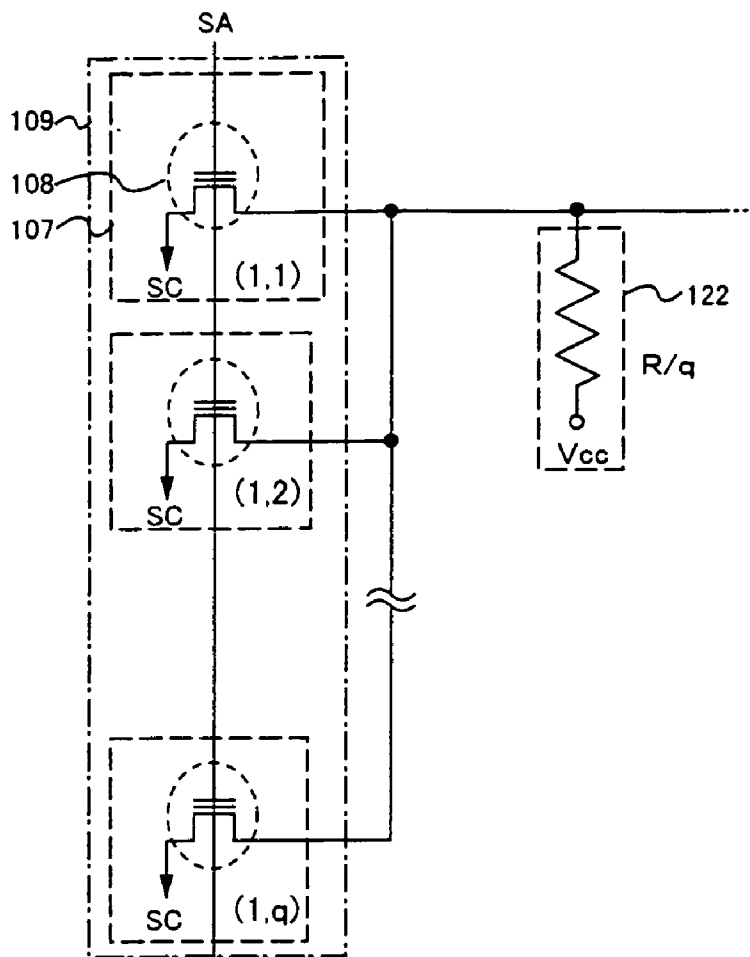 SA
109
108
107
SC
(1,1)
122
R/q
Vcc
SC
(1,2)
SC
(1,q)